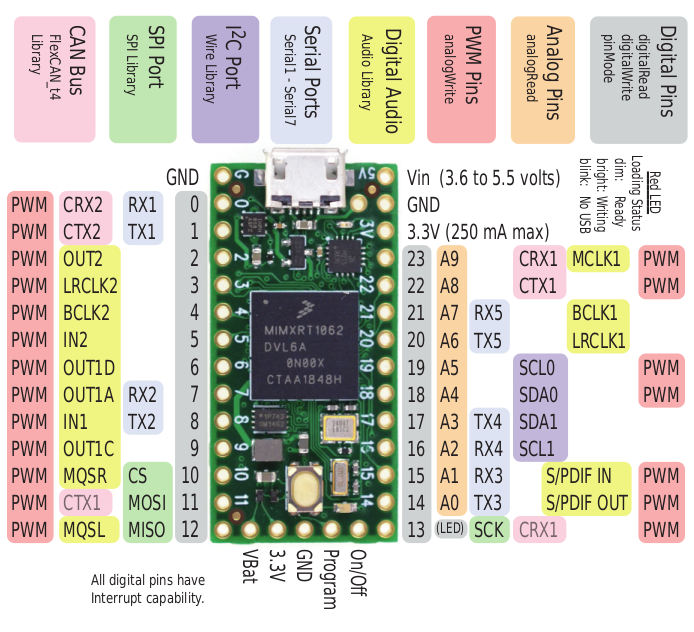 CAN Bus
FlexCAN_t4
Library
SPI Port
SPI Library
I²C Port
Wire Library
Serial Ports
Serial1 - Serial7
Digital Audio
Audio Library
PWM Pins
analogWrite
Analog Pins
analogRead
Digital Pins
digitalRead
digitalWrite
pinMode
Red LED
Loading Status
dim: Ready
bright: Writing
blink: No USB
GND
Vin (3.6 to 5.5 volts)
PWM CRX2 RX1 0
GND
PWM CTX2 TX1 1
3.3V (250 mA max)
PWM OUT2 2
23 A9 CRX1 MCLK1 PWM
PWM LRCLK2 3
22 A8 CTX1 PWM
PWM BCLK2 4
21 A7 RX5 BCLK1
PWM IN2 5
20 A6 TX5 LRCLK1
PWM OUT1D 6
19 A5 SCL0 PWM
PWM OUT1A RX2 7
18 A4 SDA0 PWM
PWM IN1 TX2 8
17 A3 TX4 SDA1
PWM OUT1C 9
16 A2 RX4 SCL1
PWM MQSR CS 10
15 A1 RX3 S/PDIF IN PWM
PWM CTX1 MOSI 11
14 A0 TX3 S/PDIF OUT PWM
PWM MQSL MISO 12
13 (LED) SCK CRX1 PWM
G
0
1
2
3
4
5
6
7
8
9
10
11
5V
3V
22
21
20
19
18
17
16
15
14
MIMXRT1062
DVL6A
0N00X
CTAA1848H
VBat
3.3V
GND
Program
On/Off
All digital pins have
Interrupt capability.